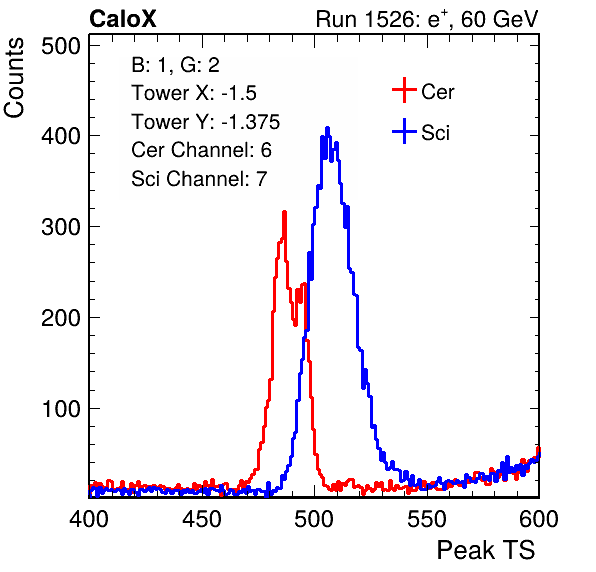 CaloX Run 1526: e⁺, 60 GeV
Counts
B: 1, G: 2
Tower X: -1.5
Tower Y: -1.375
Cer Channel: 6
Sci Channel: 7
Cer
Sci
500
400
300
200
100
400 450 500 550 600
Peak TS